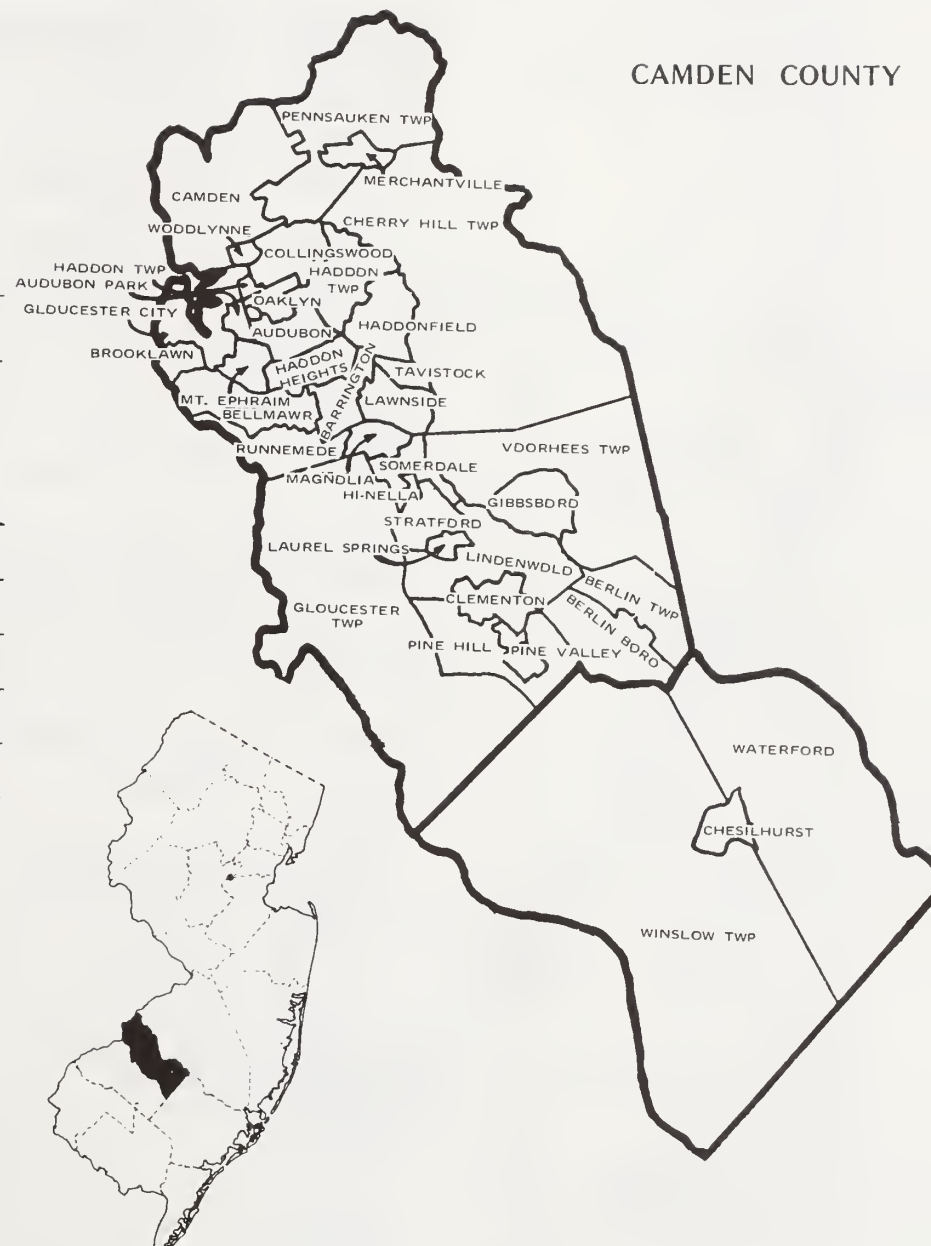 CAMDEN COUNTY
PENNSAUKEN TWP
MERCHANTVILLE
CAMDEN
CHERRY HILL TWP
WODDLYNNE
COLLINGSWOOD
HADDON TWP
HADDDN
TWP
AUDUBON PARK
OAKLYN
GLOUCESTER CITY
AUDUBON
HADDONFIELD
BROOKLAWN
HADDON
HEIGHTS
BARRINGTON
TAVISTOCK
MT. EPHRAIM
LAWNSIDE
BELLMAWR
RUNNEMEDE
VOORHEES TWP
SOMERDALE
MAGNOLIA
HI-NELLA
GIBBSBORD
STRATFORD
LAUREL SPRINGS
LINDENWOLD
BERLIN TWP
CLEMENTON
BERLIN BORO
GLOUCESTER
TWP
PINE HILL
PINE VALLEY
WATERFORD
CHESILHURST
WINSLOW TWP